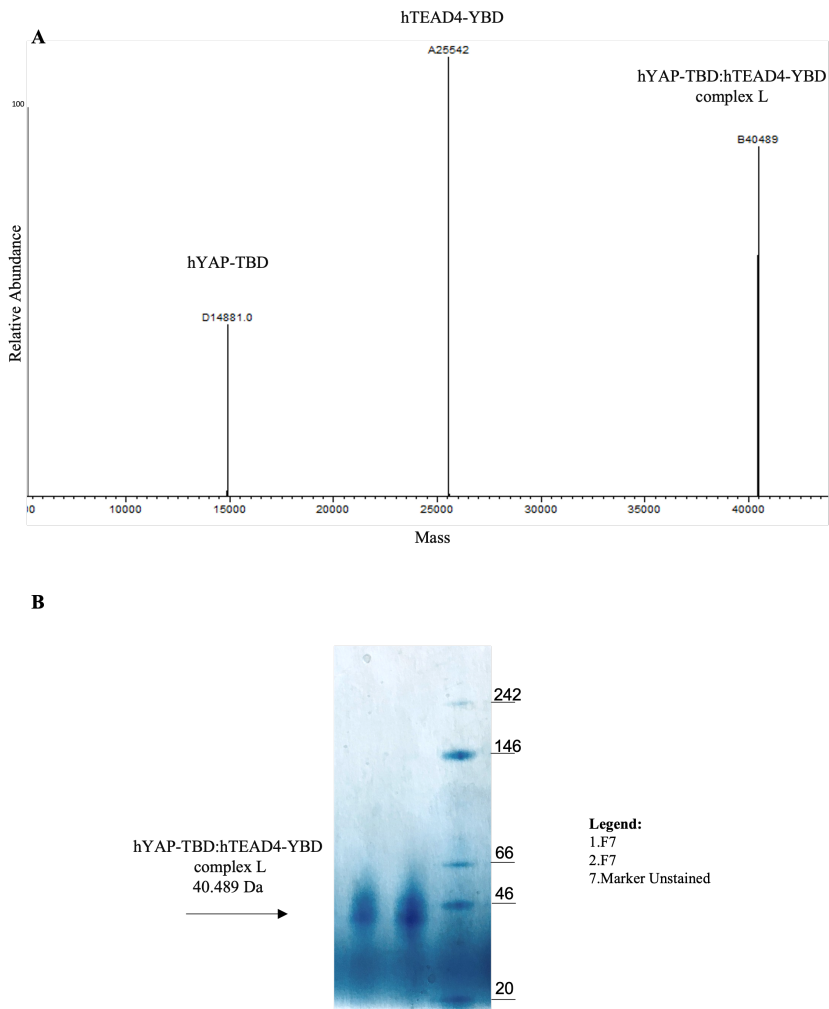 A
hTEAD4-YBD
A25542
hYAP-TBD:hTEAD4-YBD
complex L
100
B40489
Relative Abundance
hYAP-TBD
D14881.0
10000 15000 20000 25000 30000 35000 40000
Mass
B
242
146
hYAP-TBD:hTEAD4-YBD
complex L
40.489 Da
66
46
20
Legend:
1.F7
2.F7
7.Marker Unstained